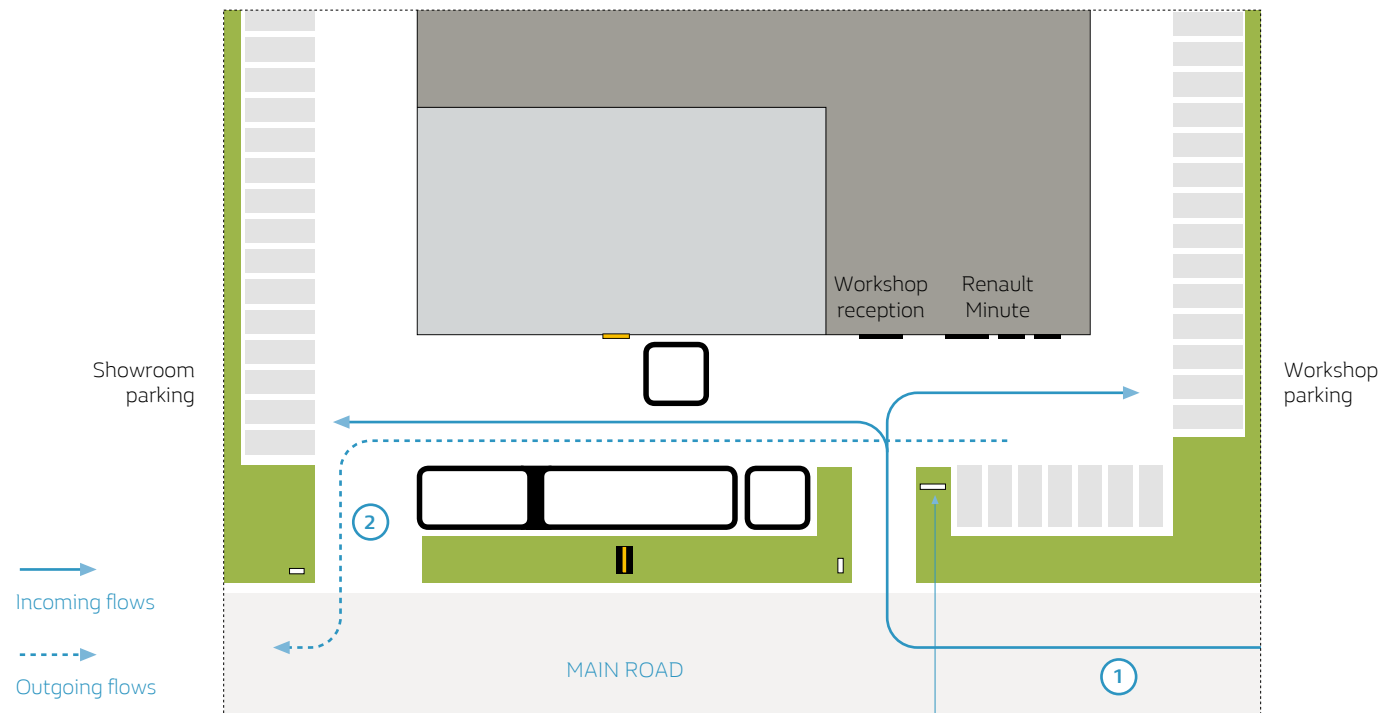 Workshop
reception
Renault
Minute
Showroom
parking
Workshop
parking
2
Incoming flows
MAIN ROAD
1
Outgoing flows